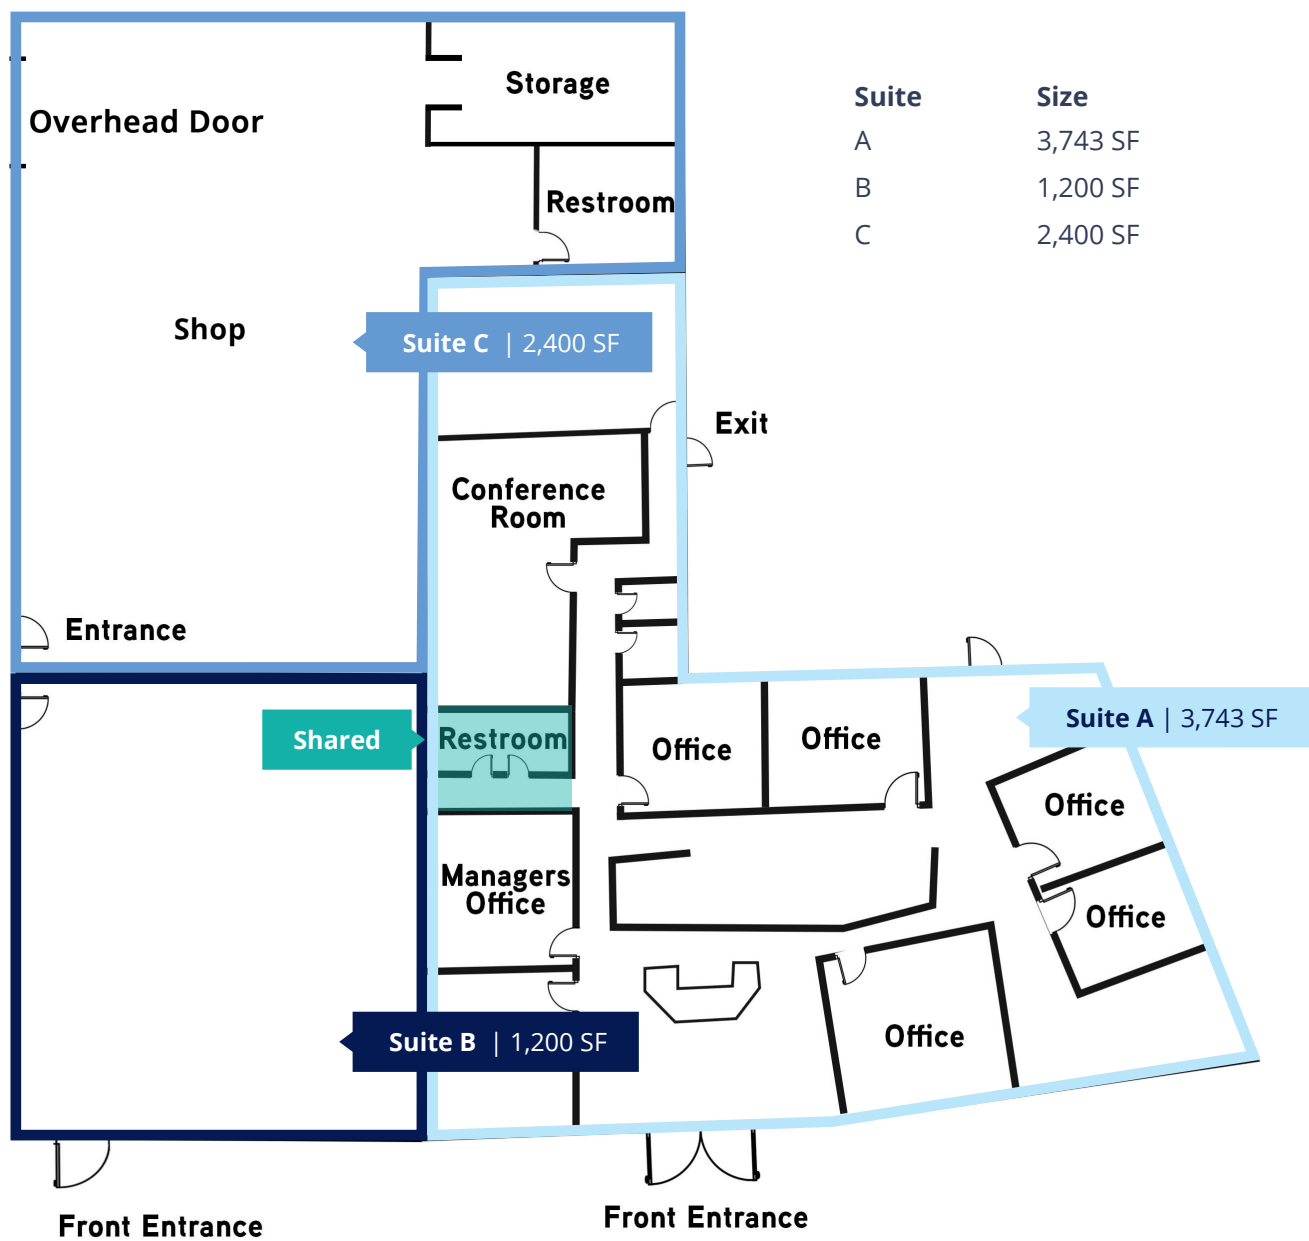 Storage
Overhead Door
Restroom
Suite Size
A 3,743 SF
B 1,200 SF
C 2,400 SF
Shop
Suite C | 2,400 SF
Exit
Conference
Room
Entrance
Shared
Restroom
Office
Office
Suite A | 3,743 SF
Office
Managers
Office
Office
Suite B | 1,200 SF
Office
Front Entrance
Front Entrance